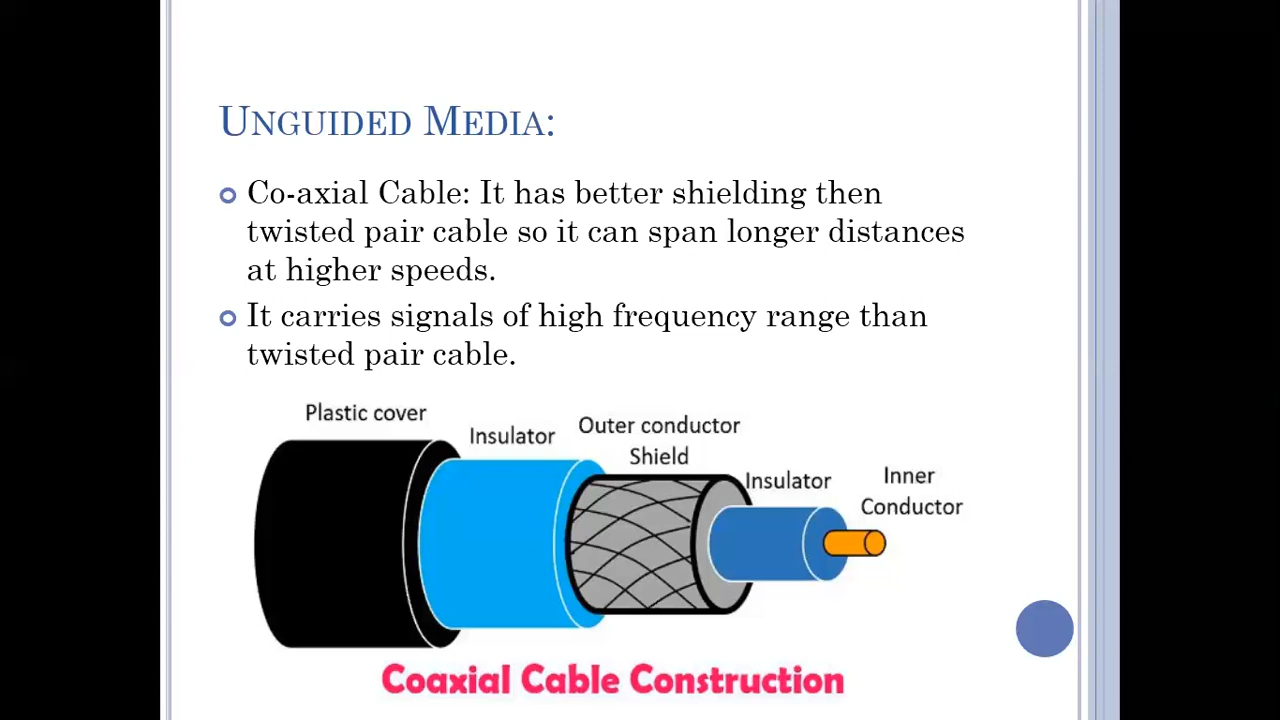 UNGUIDED MEDIA:
Co-axial Cable: It has better shielding then
twisted pair cable so it can span longer distances
at higher speeds.
It carries signals of high frequency range than
twisted pair cable.
Plastic cover
Insulator
Outer conductor
Shield
Insulator
Inner
Conductor
Coaxial Cable Construction